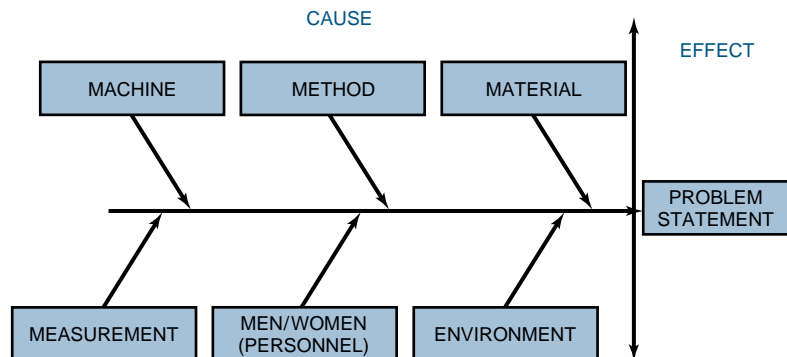 CAUSE
EFFECT
MACHINE
METHOD
MATERIAL
PROBLEM
STATEMENT
MEASUREMENT
MEN/WOMEN
(PERSONNEL)
ENVIRONMENT